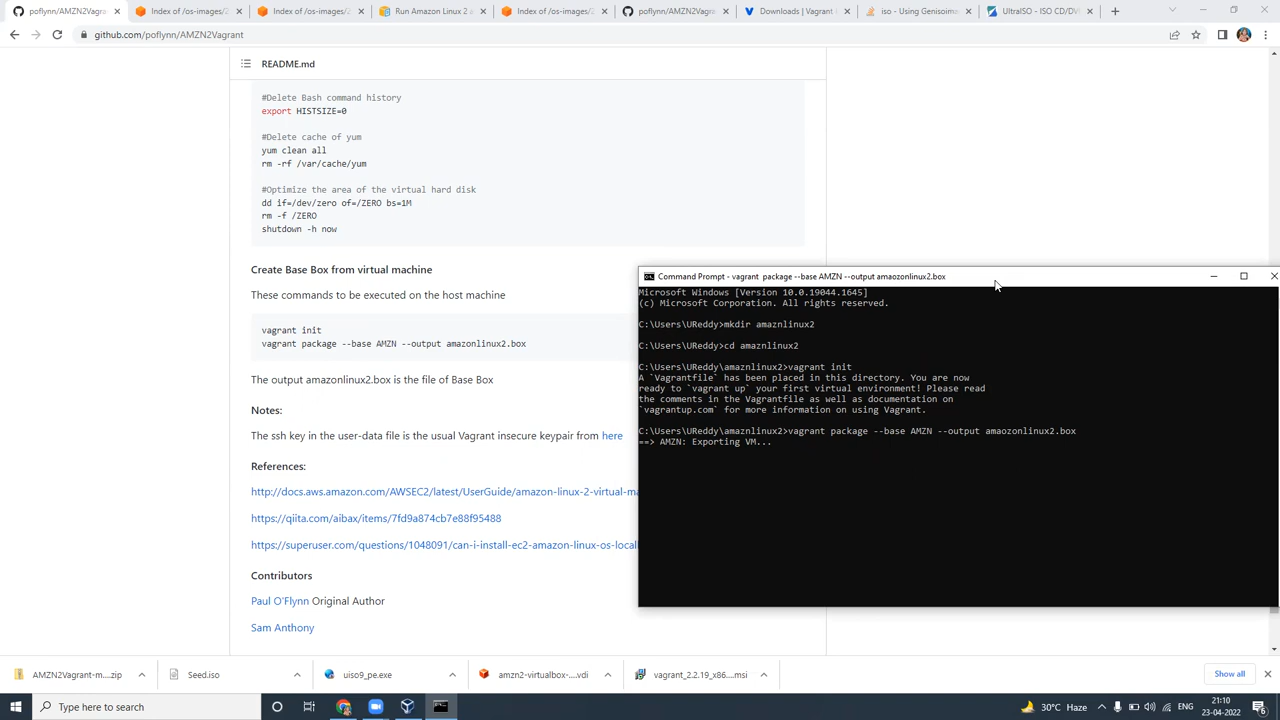 poflynn/AMZN2Vagrant
Index of /os-images/2
Index of /os-images/2
Run Amazon Linux 2 a
Index of /os-images/2
poflynn/AMZN2Vagrant
Downloads | Vagrant
iso - Using Genisoima
UltraISO - ISO CD/DV
github.com/poflynn/AMZN2Vagrant
README.md
#Delete Bash command history
export HISTSIZE=0
#Delete cache of yum
yum clean all
rm -rf /var/cache/yum
#Optimize the area of the virtual hard disk
dd if=/dev/zero of=/ZERO bs=1M
rm -f /ZERO
shutdown -h now
Create Base Box from virtual machine
These commands to be executed on the host machine
vagrant init
vagrant package --base AMZN --output amazonlinux2.box
The output amazonlinux2.box is the file of Base Box
Notes:
The ssh key in the user-data file is the usual Vagrant insecure keypair from here
References:
http://docs.aws.amazon.com/AWSEC2/latest/UserGuide/amazon-linux-2-virtual-ma
https://qiita.com/aibax/items/7fd9a874cb7e88f95488
https://superuser.com/questions/1048091/can-i-install-ec2-amazon-linux-os-locall
Contributors
Paul O'Flynn Original Author
Sam Anthony
Command Prompt - vagrant package --base AMZN --output amaozonlinux2.box
Microsoft Windows [Version 10.0.19044.1645]
(c) Microsoft Corporation. All rights reserved.
C:\Users\UReddy>mkdir amaznlinux2
C:\Users\UReddy>cd amaznlinux2
C:\Users\UReddy\amaznlinux2>vagrant init
A `Vagrantfile` has been placed in this directory. You are now
ready to `vagrant up` your first virtual environment! Please read
the comments in the Vagrantfile as well as documentation on
`vagrantup.com` for more information on using Vagrant.
C:\Users\UReddy\amaznlinux2>vagrant package --base AMZN --output amaozonlinux2.box
==> AMZN: Exporting VM...
AMZN2Vagrant-m....zip
Seed.iso
uiso9_pe.exe
amzn2-virtualbox-....vdi
vagrant_2.2.19_x86....msi
Show all
Type here to search
30°C Haze
ENG
21:10
23-04-2022
6